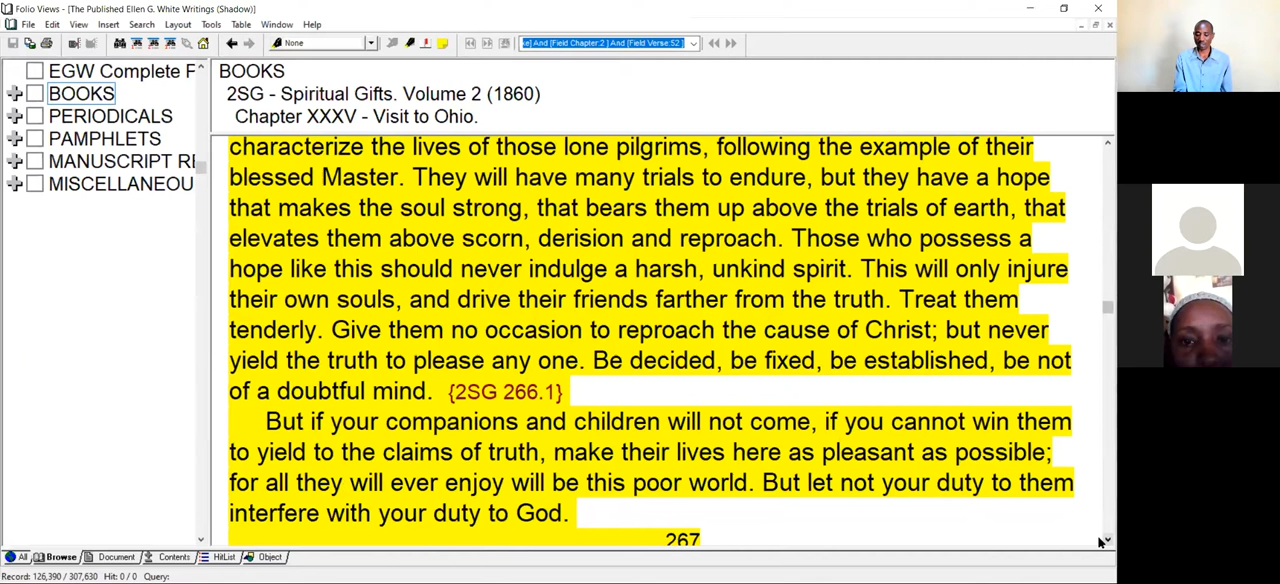 Folio Views - [The Published Ellen G. White Writings (Shadow)]
File Edit View Search Layout Tools Table Window Help
None
e] And [Field Chapter:2 ] And [Field Verse:52 ]
EGW Complete F
BOOKS
PERIODICALS
PAMPHLETS
MANUSCRIPT RE
MISCELLANEOU
BOOKS
2SG - Spiritual Gifts. Volume 2 (1860)
Chapter XXXV - Visit to Ohio.
characterize the lives of those lone pilgrims, following the example of their
blessed Master. They will have many trials to endure, but they have a hope
that makes the soul strong, that bears them up above the trials of earth, that
elevates them above scorn, derision and reproach. Those who possess a
hope like this should never indulge a harsh, unkind spirit. This will only injure
their own souls, and drive their friends farther from the truth. Treat them
tenderly. Give them no occasion to reproach the cause of Christ; but never
yield the truth to please any one. Be decided, be fixed, be established, be not
of a doubtful mind. {2SG 266.1}
But if your companions and children will not come, if you cannot win them
to yield to the claims of truth, make their lives here as pleasant as possible;
for all they will ever enjoy will be this poor world. But let not your duty to them
interfere with your duty to God.
267
All Browse Document Contents HitList Object
Record: 126,390 / 307,630 Hit: 0 / 0 Query: